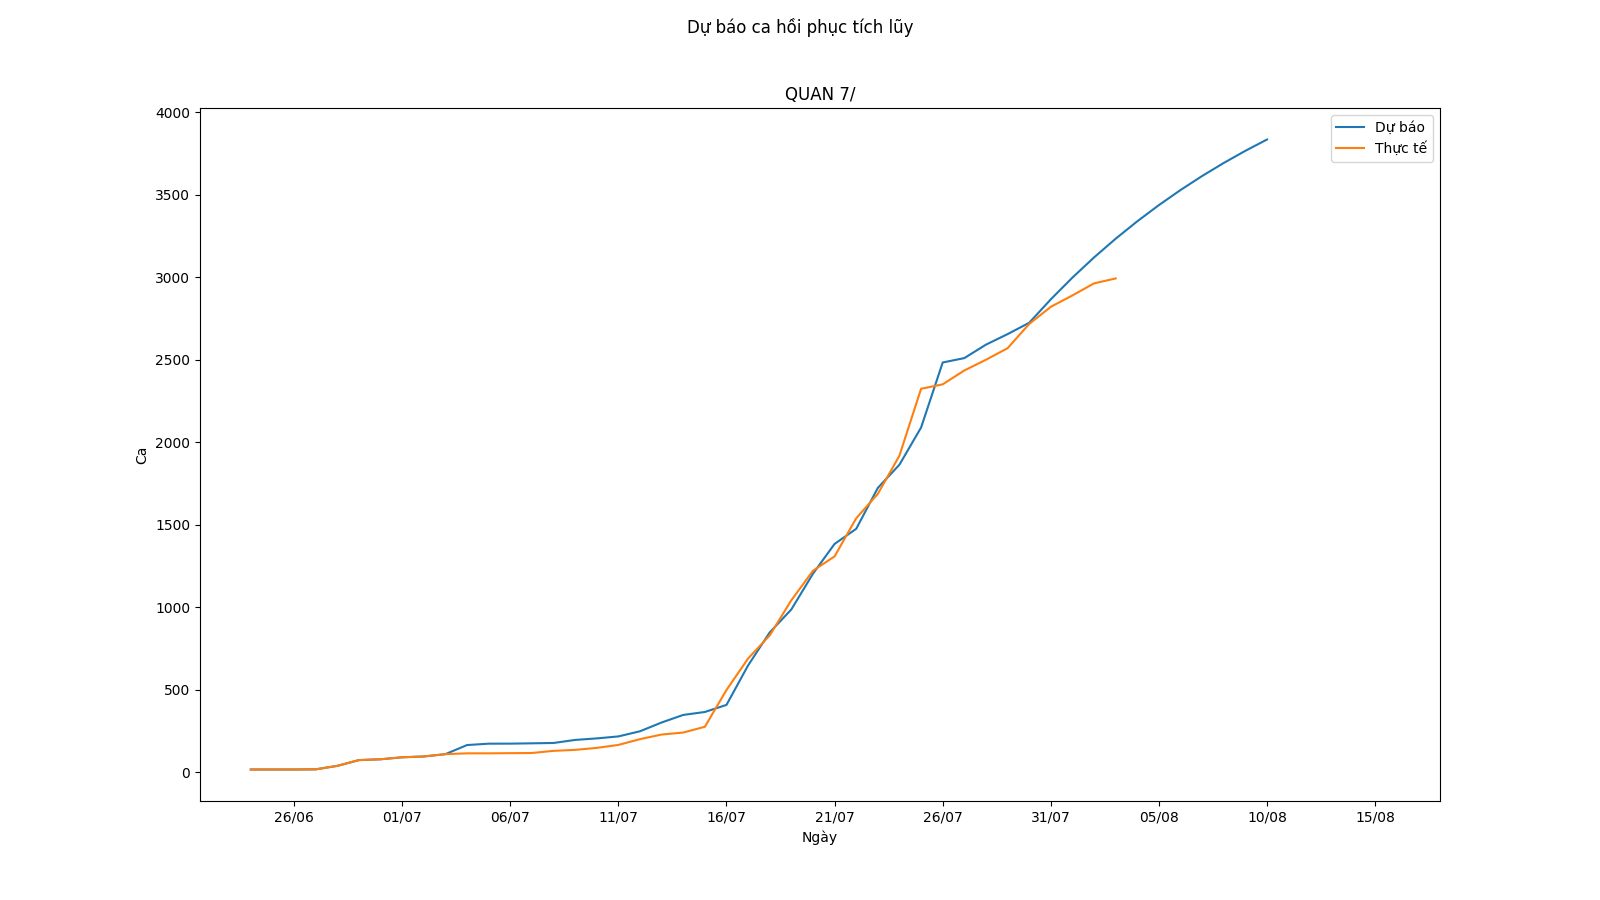 Dự báo ca hồi phục tích lũy
QUAN 7/
Dự báo
Thực tế
4000
3500
3000
2500
2000
1500
1000
500
0
Ca
26/06 01/07 06/07 11/07 16/07 21/07 26/07 31/07 05/08 10/08 15/08
Ngày